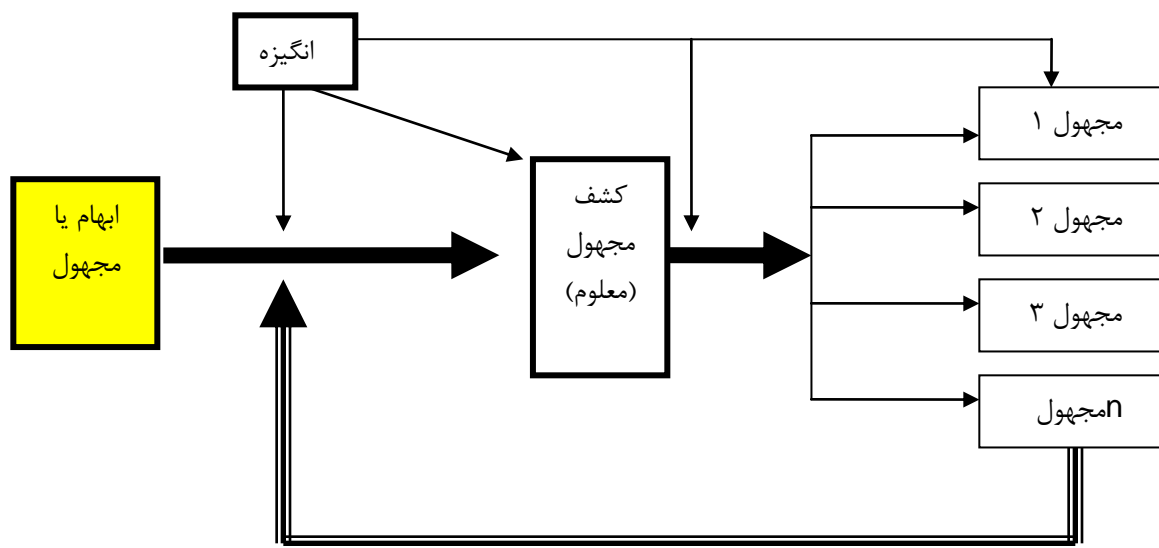 انگیزه
ابهام یا
مجهول
کشف
مجهول
(معلوم)
مجهول ۱
مجهول ۲
مجهول ۳
nمجهول